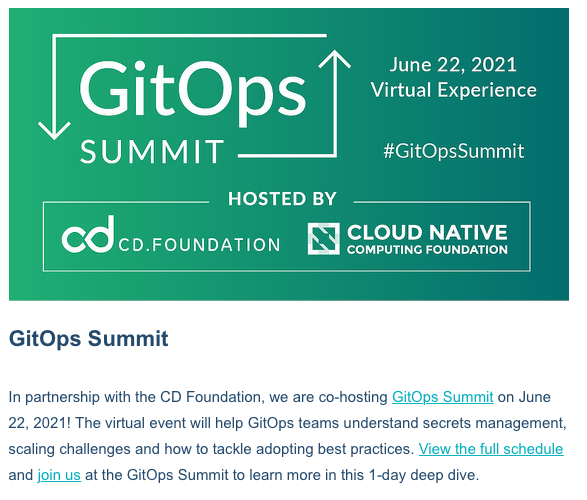 GitOps
SUMMIT
June 22, 2021
Virtual Experience
#GitOpsSummit
HOSTED BY
cd CD.FOUNDATION
CLOUD NATIVE
COMPUTING FOUNDATION
GitOps Summit
In partnership with the CD Foundation, we are co-hosting GitOps Summit on June
22, 2021! The virtual event will help GitOps teams understand secrets management,
scaling challenges and how to tackle adopting best practices. View the full schedule
and join us at the GitOps Summit to learn more in this 1-day deep dive.